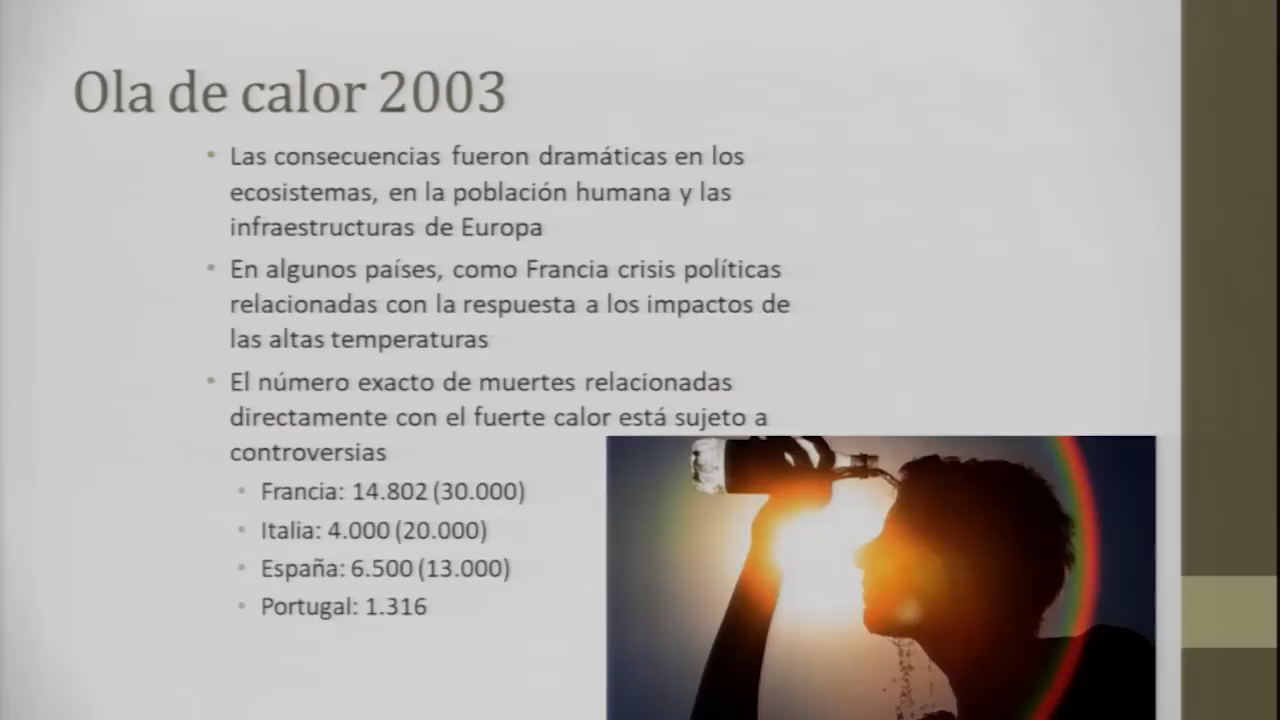 Ola de calor 2003
• Las consecuencias fueron dramáticas en los
ecosistemas, en la población humana y las
infraestructuras de Europa
• En algunos países, como Francia crisis políticas
relacionadas con la respuesta a los impactos de
las altas temperaturas
• El número exacto de muertes relacionadas
directamente con el fuerte calor está sujeto a
controversias
• Francia: 14.802 (30.000)
• Italia: 4.000 (20.000)
• España: 6.500 (13.000)
• Portugal: 1.316